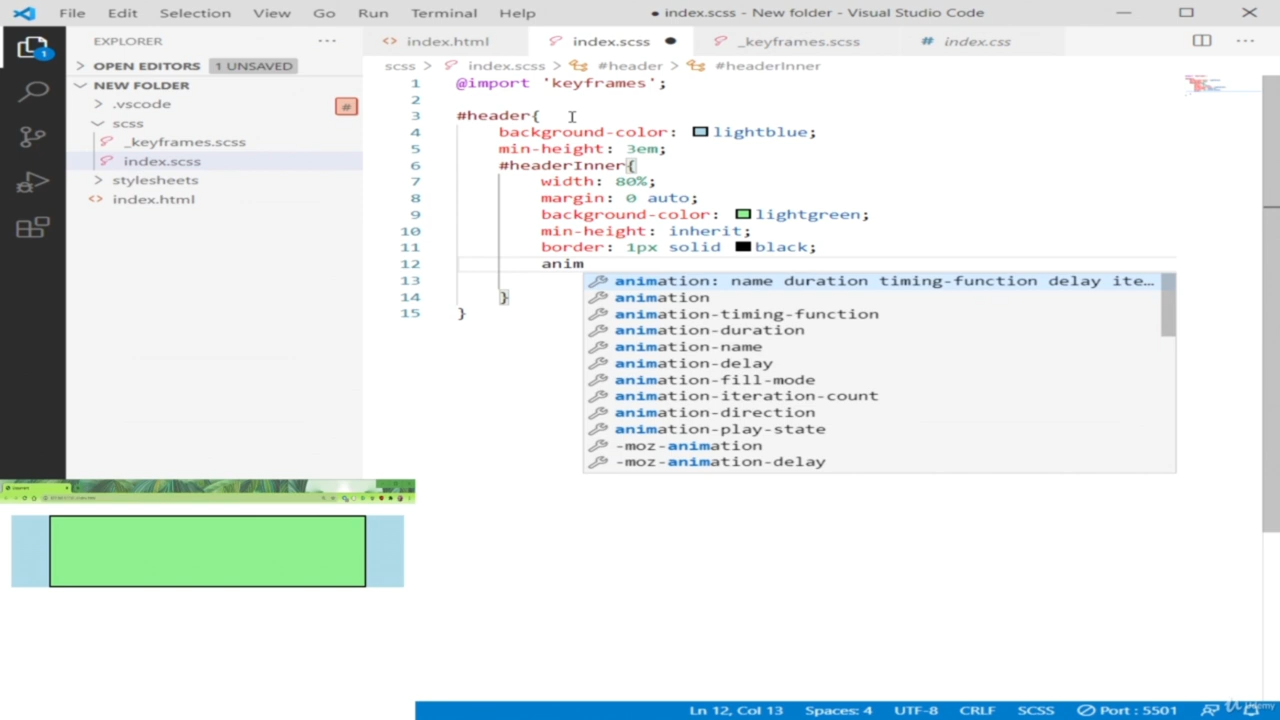 File Edit Selection View Go Run Terminal Help
● index.scss - New folder - Visual Studio Code
EXPLORER ···
OPEN EDITORS 1 UNSAVED
NEW FOLDER
.vscode #
scss
_keyframes.scss
index.scss
stylesheets
<> index.html
1
<> index.html
index.scss ●
_keyframes.scss
# index.css
scss > index.scss > #header > #headerInner
1 @import 'keyframes';
2
3 #header{
4 background-color: lightblue;
5 min-height: 3em;
6 #headerInner{
7 width: 80%;
8 margin: 0 auto;
9 background-color: lightgreen;
10 min-height: inherit;
11 border: 1px solid black;
12 anim
13
14 }
15 }
animation: name duration timing-function delay ite…
animation
animation-timing-function
animation-duration
animation-name
animation-delay
animation-fill-mode
animation-iteration-count
animation-direction
animation-play-state
-moz-animation
-moz-animation-delay
Ln 12, Col 13 Spaces: 4 UTF-8 CRLF SCSS Port : 5501
Udemy